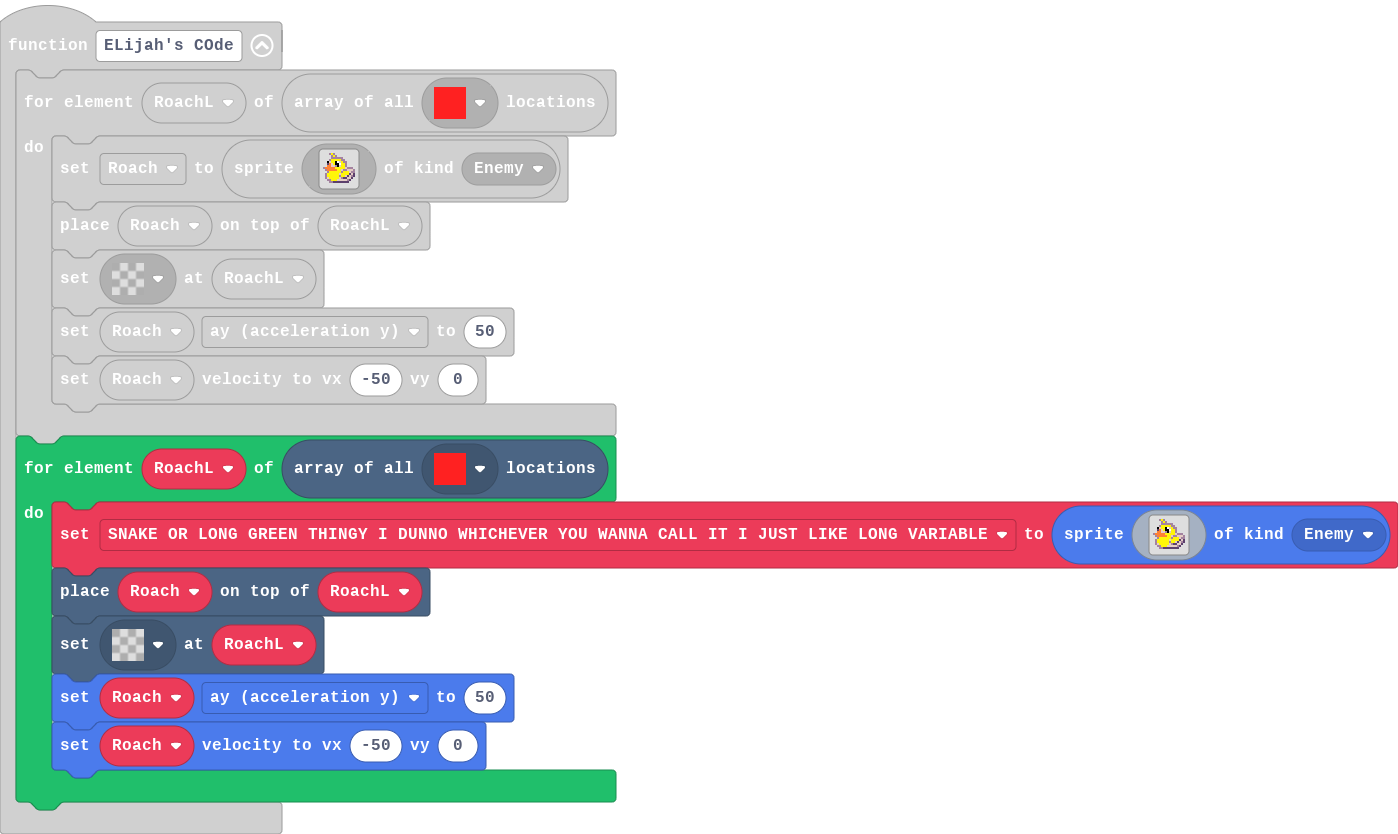 function ELijah's COde
for element RoachL of array of all locations
do
set Roach to sprite of kind Enemy
place Roach on top of RoachL
set at RoachL
set Roach ay (acceleration y) to 50
set Roach velocity to vx -50 vy 0
for element RoachL of array of all locations
do
set SNAKE OR LONG GREEN THINGY I DUNNO WHICHEVER YOU WANNA CALL IT I JUST LIKE LONG VARIABLE to sprite of kind Enemy
place Roach on top of RoachL
set at RoachL
set Roach ay (acceleration y) to 50
set Roach velocity to vx -50 vy 0